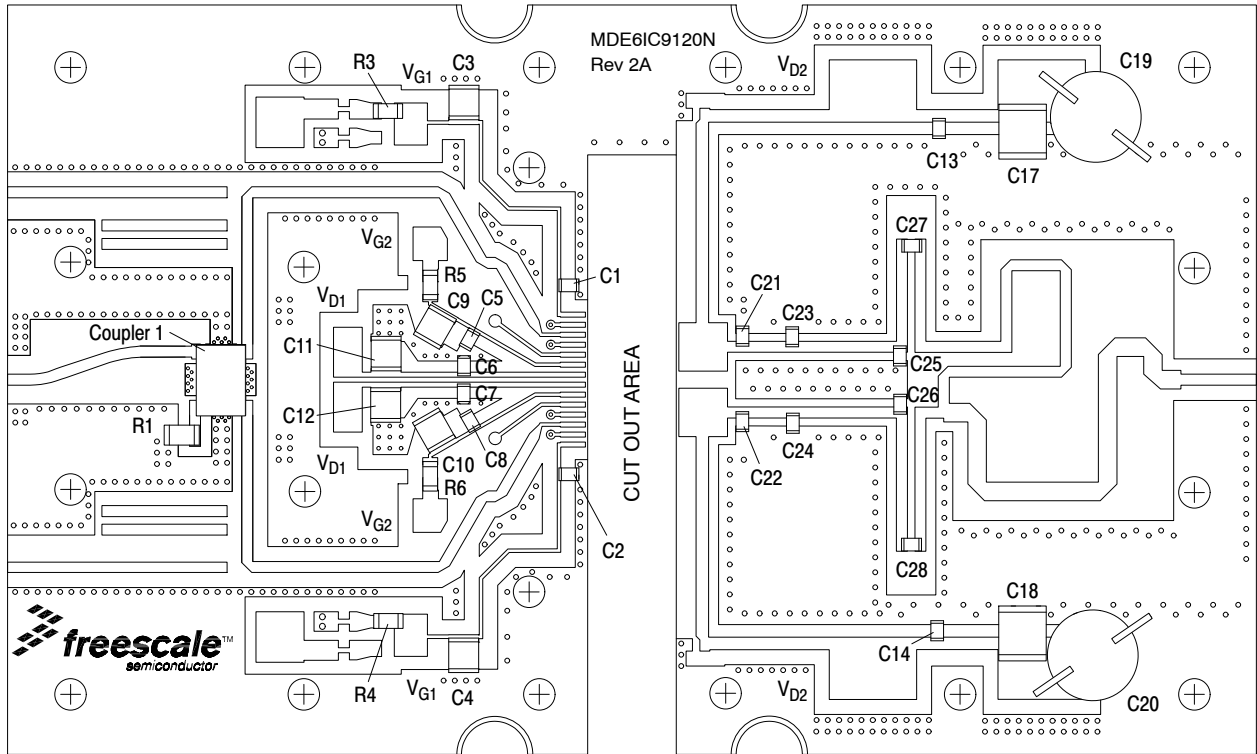 MDE6IC9120N
Rev 2A
R3
VG1
C3
VD2
C19
C13
C17
VG2
R5
C1
C27
VD1
C9
C5
C21
C23
Coupler 1
C11
C6
C25
C7
C26
C12
CUT OUT AREA
R1
C8
C22
C24
VD1
C10
R6
VG2
C2
C28
C18
freescale™
semiconductor
C14
R4
VG1
C4
VD2
C20